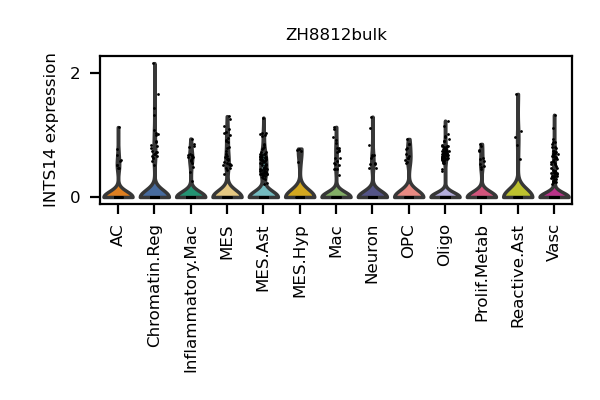 ZH8812bulk
INTS14 expression
2
0
AC
Chromatin.Reg
Inflammatory.Mac
MES
MES.Ast
MES.Hyp
Mac
Neuron
OPC
Oligo
Prolif.Metab
Reactive.Ast
Vasc